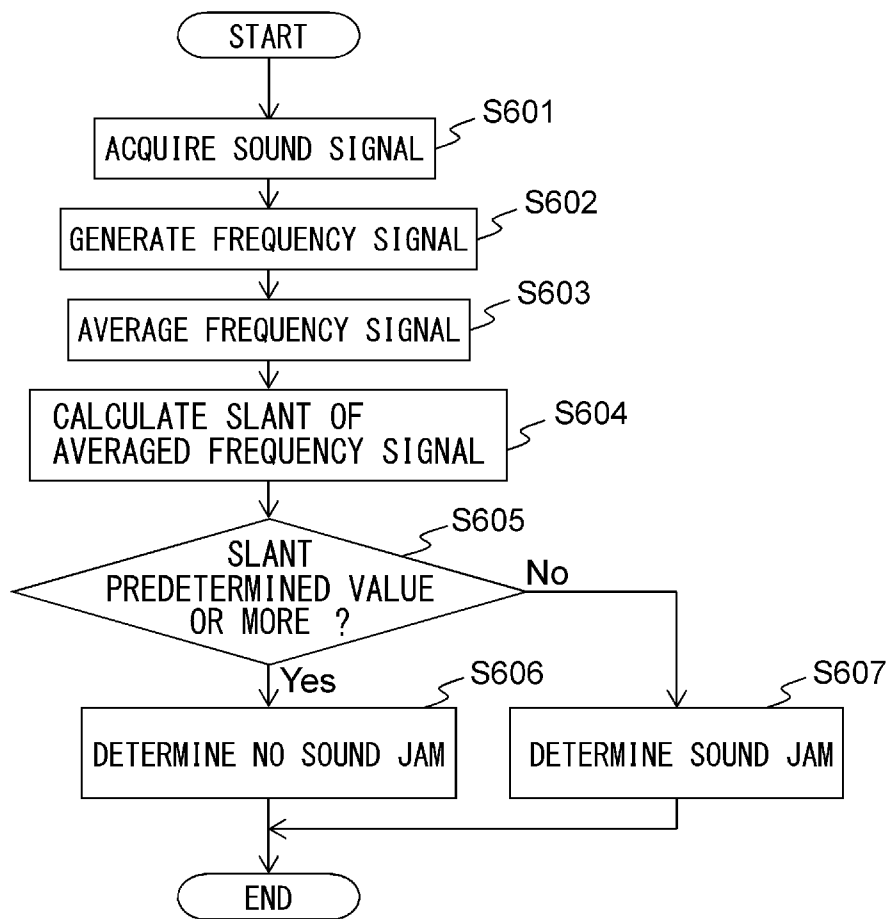 START
S601
ACQUIRE SOUND SIGNAL
S602
GENERATE FREQUENCY SIGNAL
S603
AVERAGE FREQUENCY SIGNAL
S604
CALCULATE SLANT OF
AVERAGED FREQUENCY SIGNAL
S605
SLANT
PREDETERMINED VALUE
OR MORE ?
No
Yes
S606
DETERMINE NO SOUND JAM
S607
DETERMINE SOUND JAM
END